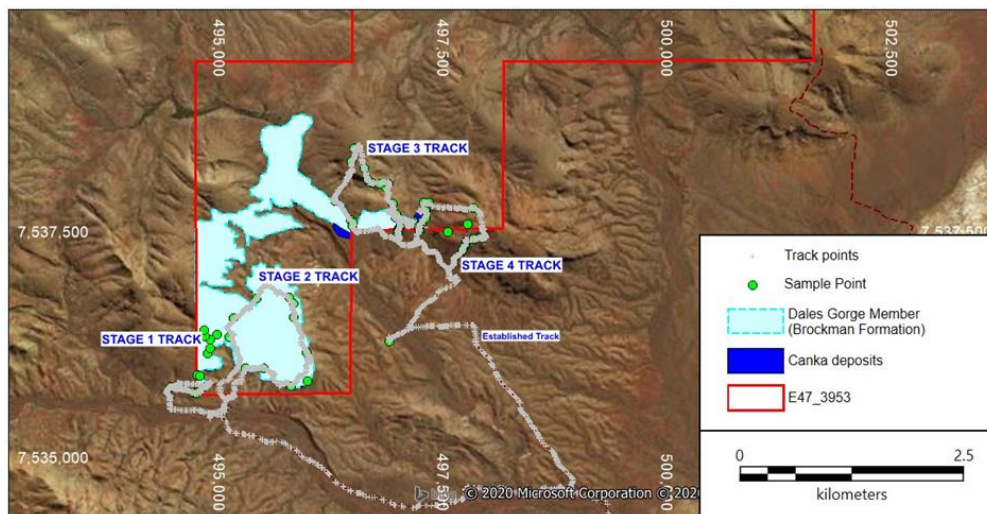 495,000
497,500
500,000
502,500
STAGE 3 TRACK
7,537,500
7,537,500
STAGE 4 TRACK
STAGE 2 TRACK
STAGE 1 TRACK
Established Track
7,535,000
495,000
497,500
500,000
bing © 2020 Microsoft Corporation © 202
Track points
Sample Point
Dales Gorge Member
(Brockman Formation)
Canka deposits
E47_3953
0 2.5
kilometers